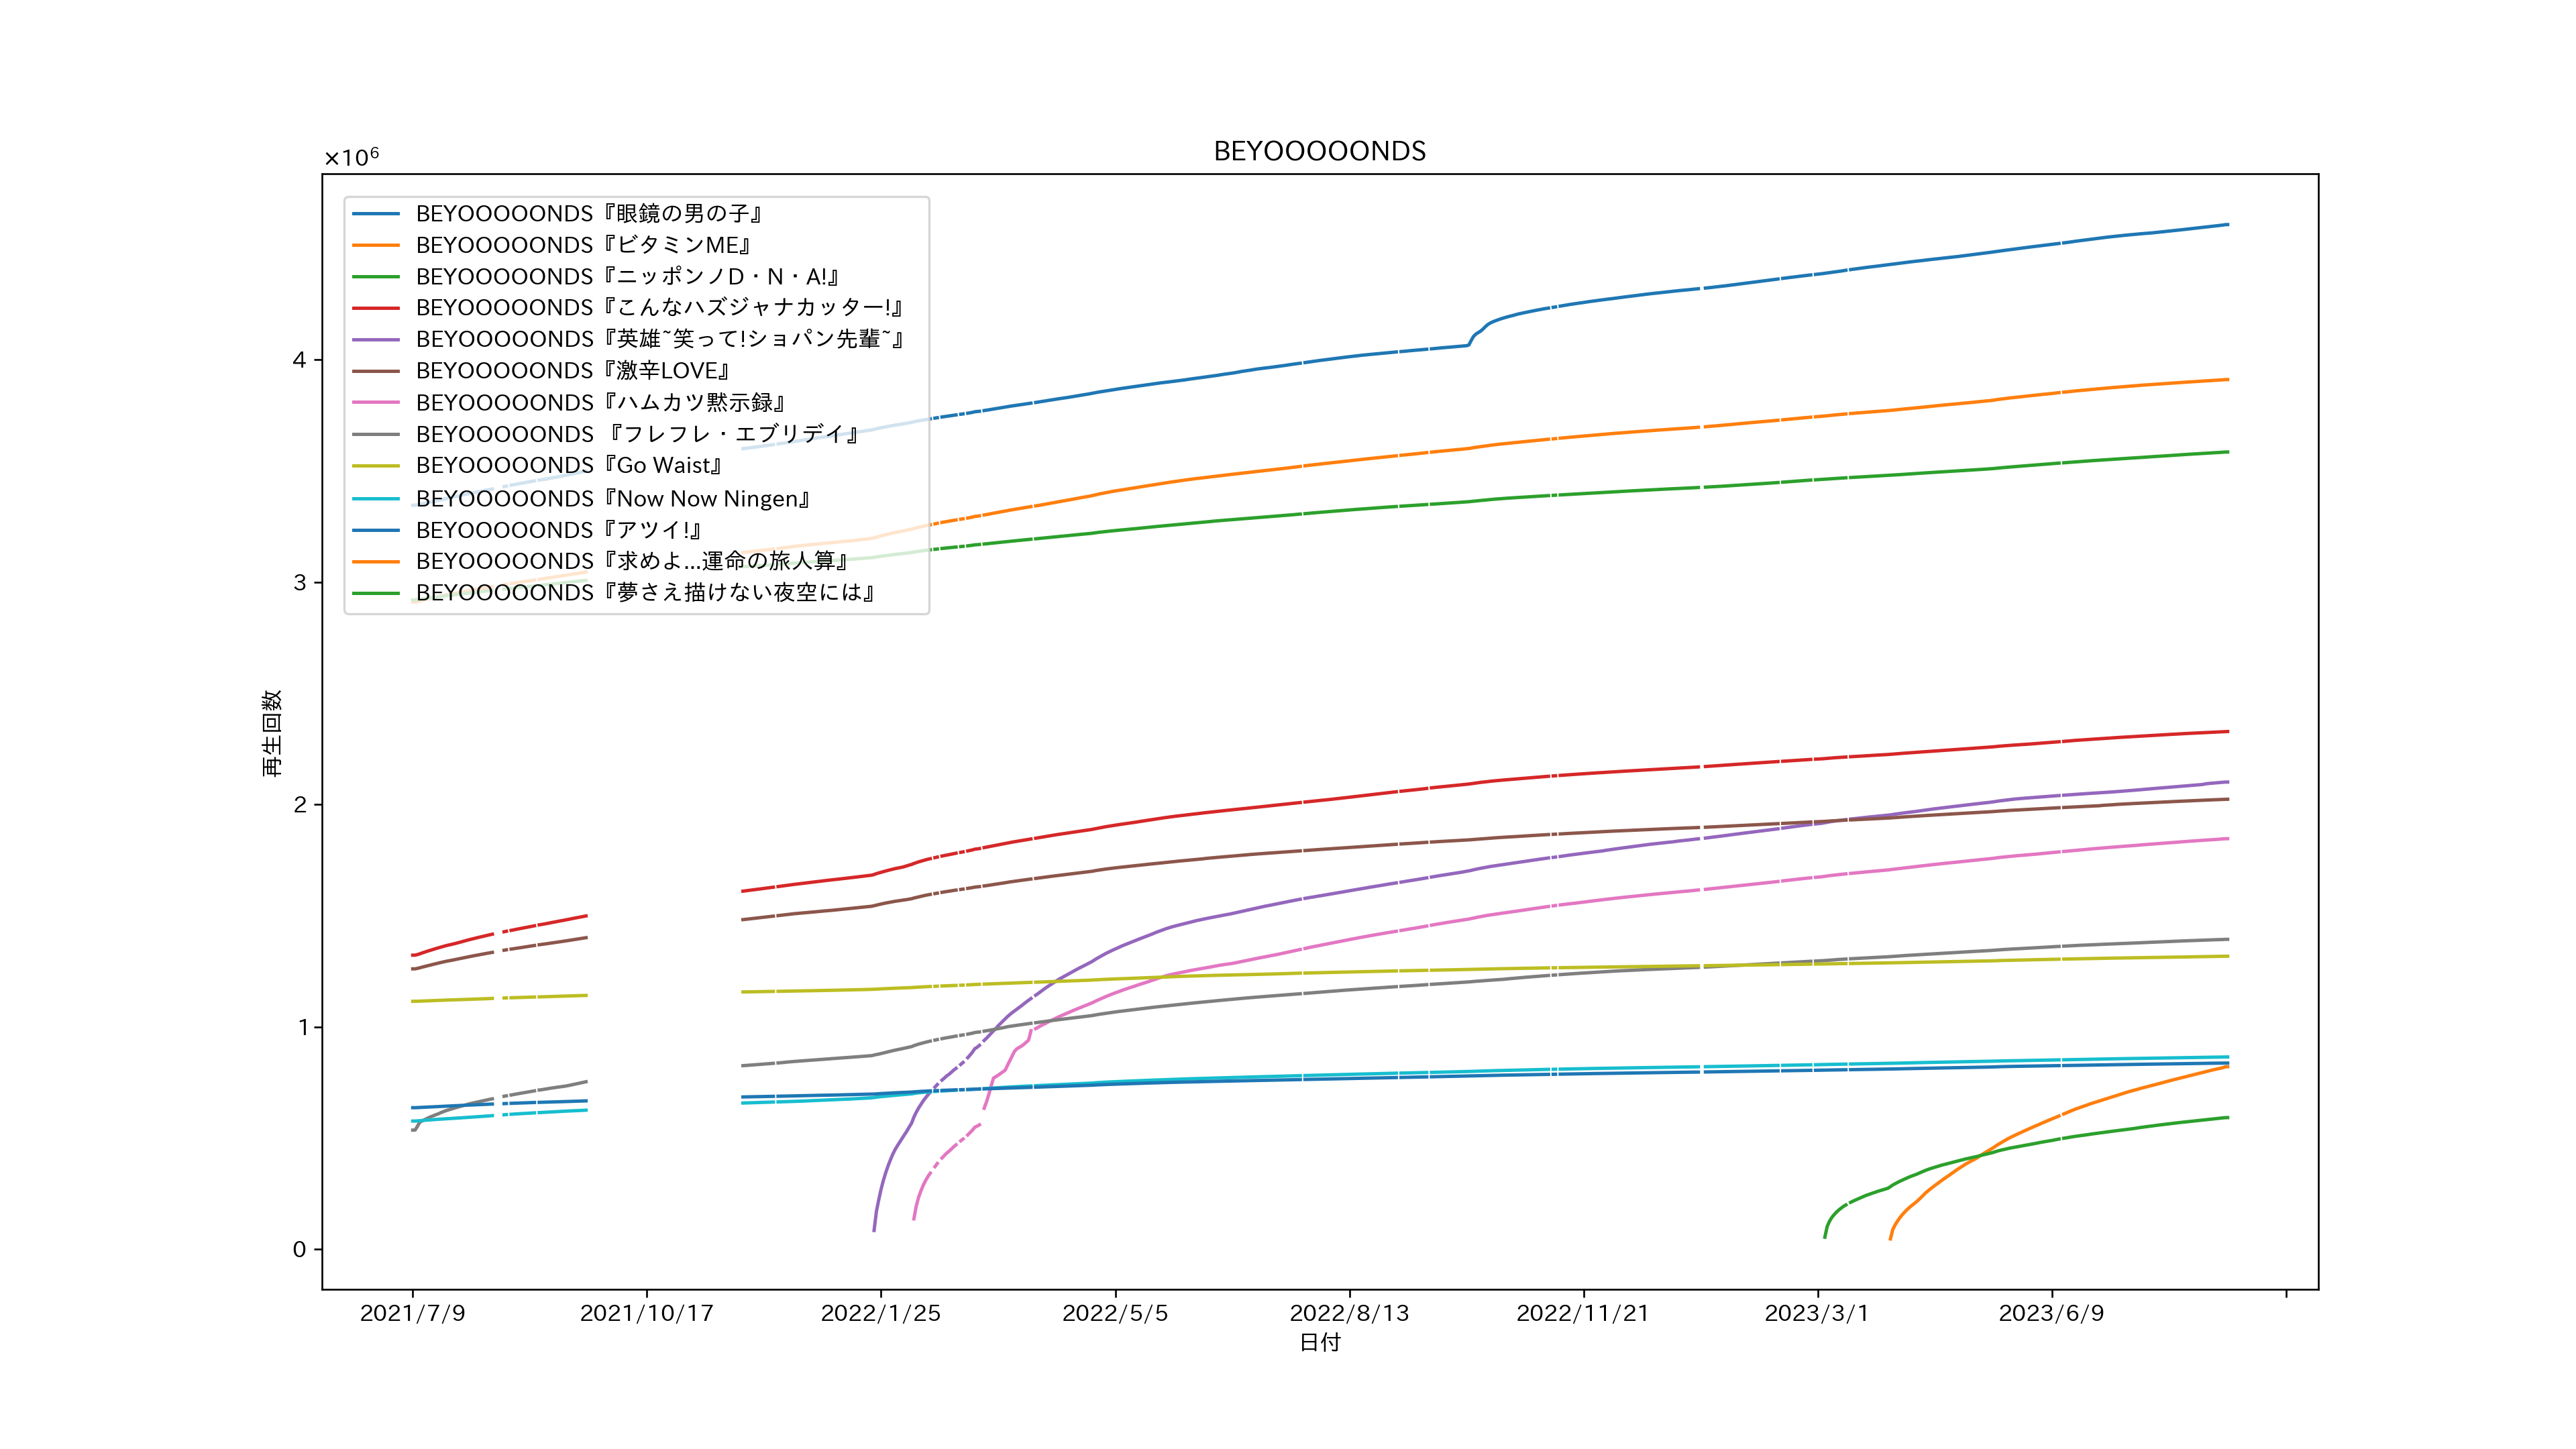 BEYOOOOONDS
×10⁶
BEYOOOOONDS『眼鏡の男の子』
BEYOOOOONDS『ビタミンME』
BEYOOOOONDS『ニッポンノD・N・A!』
BEYOOOOONDS『こんなハズジャナカッター!』
BEYOOOOONDS『英雄~笑って!ショパン先輩~』
BEYOOOOONDS『激辛LOVE』
BEYOOOOONDS『ハムカツ黙示録』
BEYOOOOONDS 『フレフレ・エブリデイ』
BEYOOOOONDS『Go Waist』
BEYOOOOONDS『Now Now Ningen』
BEYOOOOONDS『アツイ!』
BEYOOOOONDS『求めよ...運命の旅人算』
BEYOOOOONDS『夢さえ描けない夜空には』
4
3
2
1
0
再生回数
2021/7/9 2021/10/17 2022/1/25 2022/5/5 2022/8/13 2022/11/21 2023/3/1 2023/6/9
日付